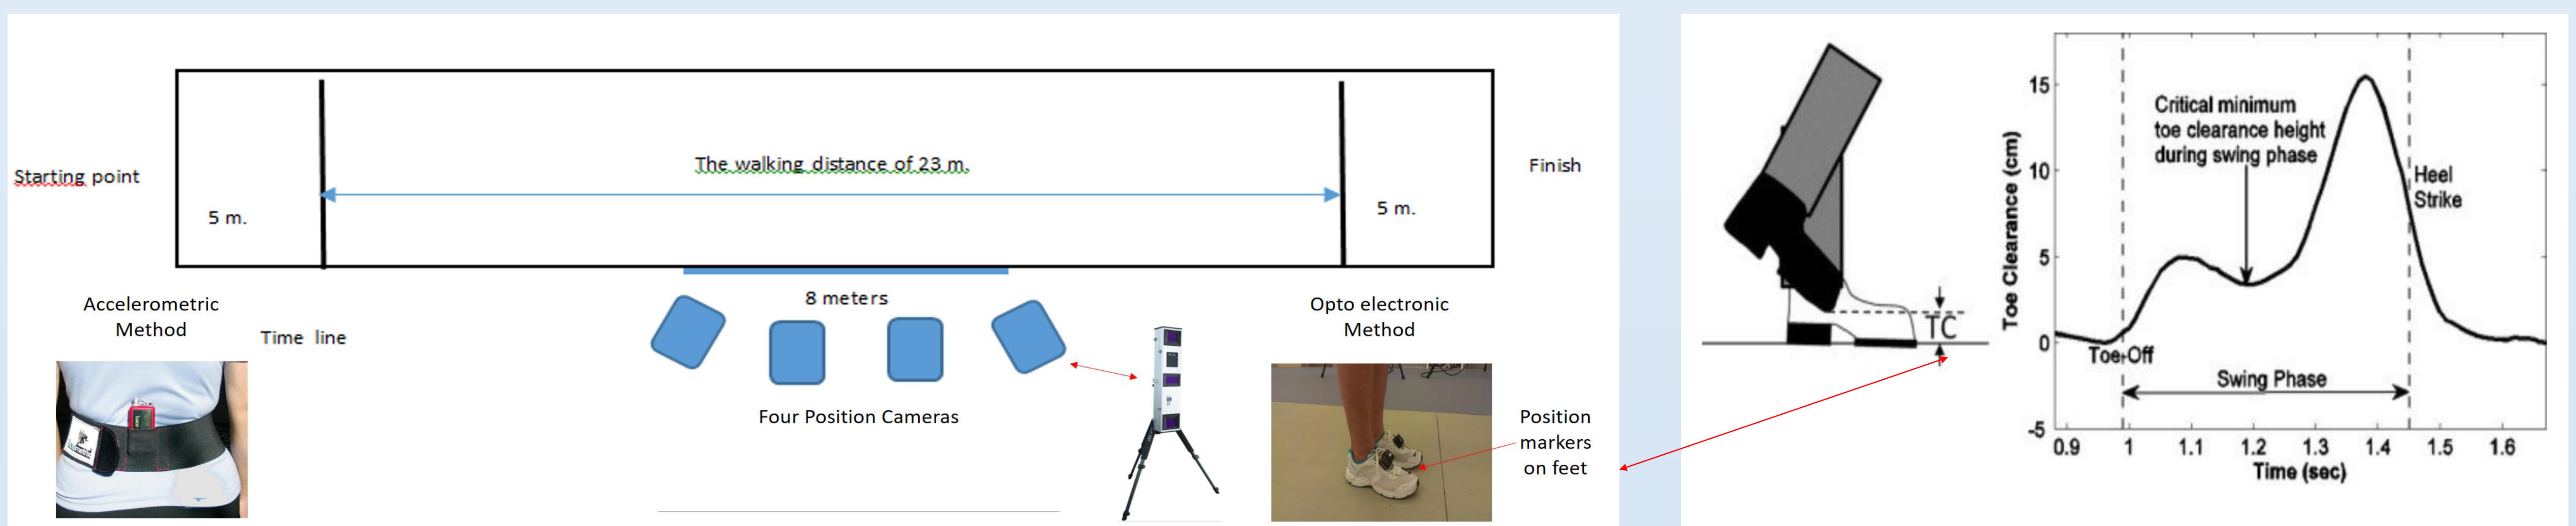 The walking distance of 23 m.
Starting point
5 m.
5 m.
Finish
8 meters
Accelerometric
Method
Time line
Four Position Cameras
Opto electronic
Method
Position
markers
on feet
TC
Toe Clearance (cm)
15
10
5
0
-5
Critical minimum
toe clearance height
during swing phase
Heel
Strike
Toe-Off
Swing Phase
0.9 1 1.1 1.2 1.3 1.4 1.5 1.6
Time (sec)